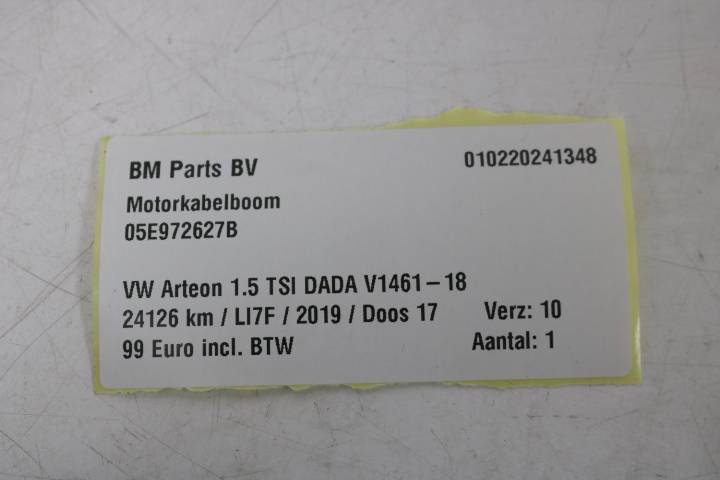 BM Parts BV 010220241348
Motorkabelboom
05E972627B
VW Arteon 1.5 TSI DADA V1461-18
24126 km / LI7F / 2019 / Doos 17 Verz: 10
99 Euro incl. BTW Aantal: 1